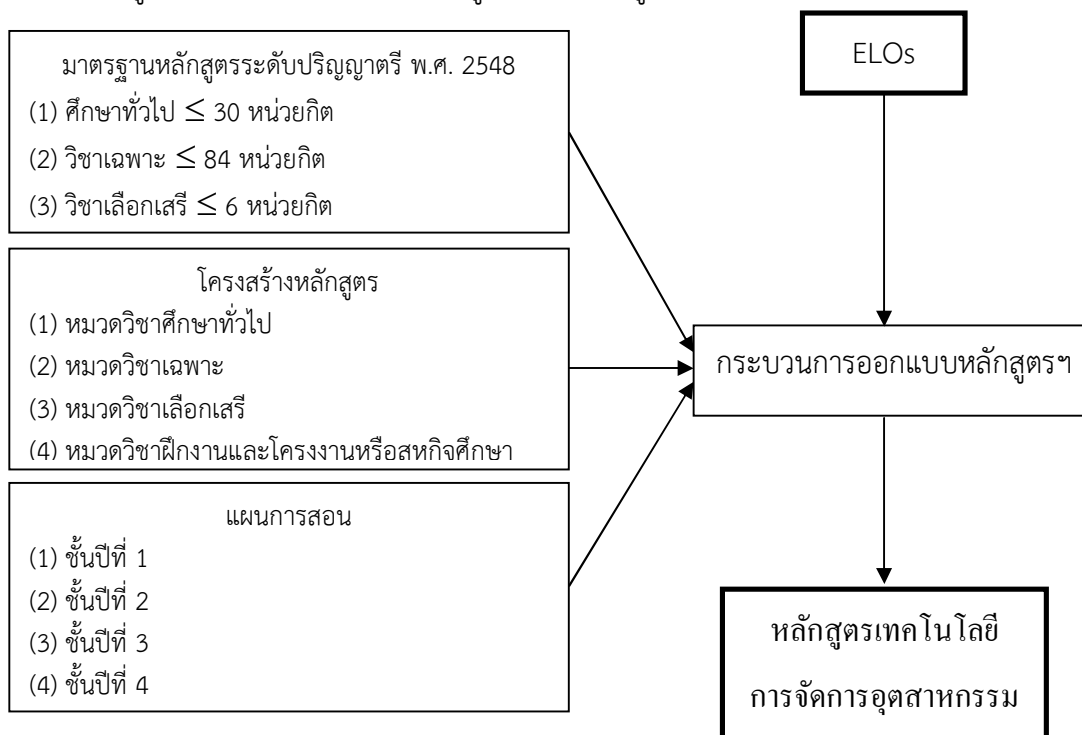 มาตรฐานหลักสูตรระดับปริญญาตรี พ.ศ. 2548
(1) ศึกษาทั่วไป ≤ 30 หน่วยกิต
(2) วิชาเฉพาะ ≤ 84 หน่วยกิต
(3) วิชาเลือกเสรี ≤ 6 หน่วยกิต
โครงสร้างหลักสูตร
(1) หมวดวิชาศึกษาทั่วไป
(2) หมวดวิชาเฉพาะ
(3) หมวดวิชาเลือกเสรี
(4) หมวดวิชาฝึกงานและโครงงานหรือสหกิจศึกษา
แผนการสอน
(1) ชั้นปีที่ 1
(2) ชั้นปีที่ 2
(3) ชั้นปีที่ 3
(4) ชั้นปีที่ 4
ELOs
กระบวนการออกแบบหลักสูตรฯ
หลักสูตรเทคโนโลยี
การจัดการอุตสาหกรรม